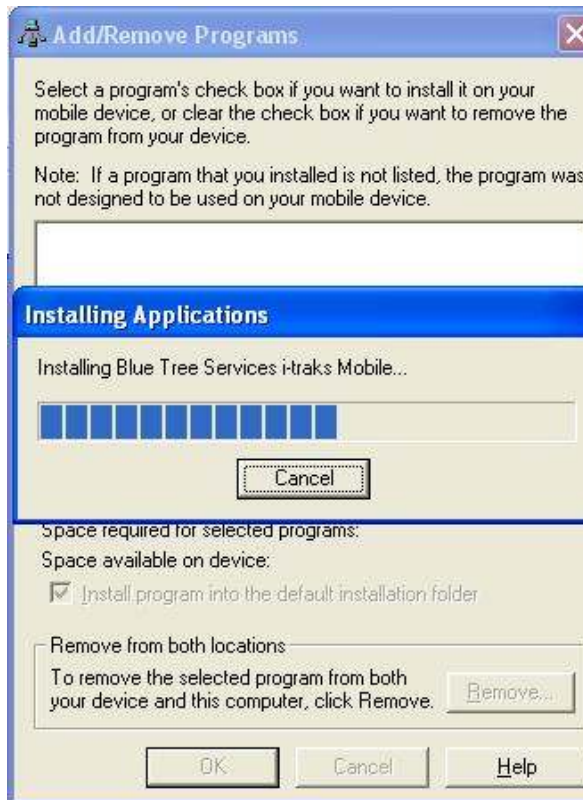 Add/Remove Programs
Select a program's check box if you want to install it on your
mobile device, or clear the check box if you want to remove the
program from your device.
Note: If a program that you installed is not listed, the program was
not designed to be used on your mobile device.
Installing Applications
Installing Blue Tree Services i-traks Mobile...
Cancel
Space required for selected programs:
Space available on device:
Install program into the default installation folder
Remove from both locations
To remove the selected program from both
your device and this computer, click Remove.
Remove...
OK
Cancel
Help